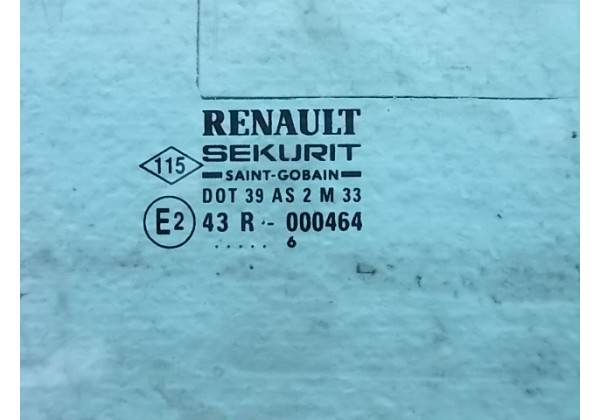 RENAULT
115 SEKURIT
SAINT-GOBAIN
DOT 39 AS 2 M 33
E2 43 R - 000464
..... 6